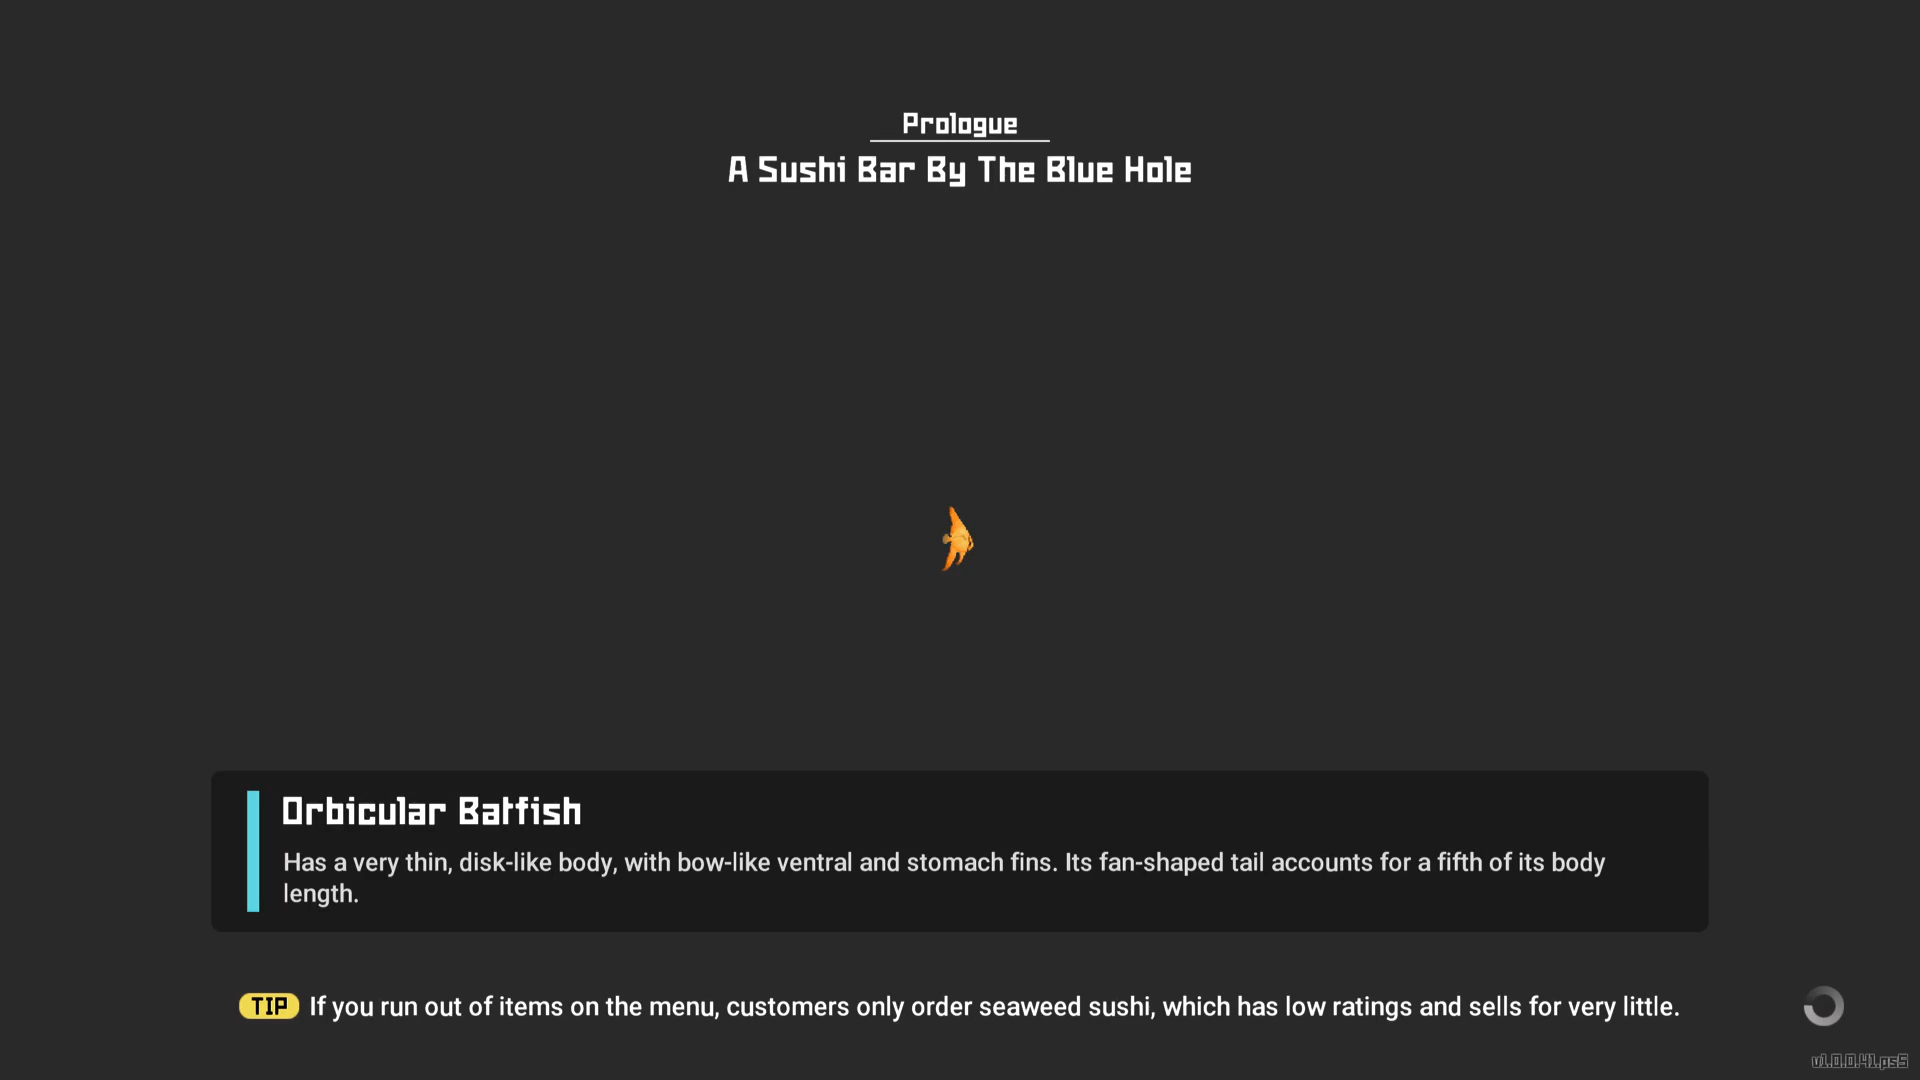 Prologue
A Sushi Bar By The Blue Hole
Orbicular Batfish
Has a very thin, disk-like body, with bow-like ventral and stomach fins. Its fan-shaped tail accounts for a fifth of its body
length.
TIP If you run out of items on the menu, customers only order seaweed sushi, which has low ratings and sells for very little.
v1.0.0.41.ps5